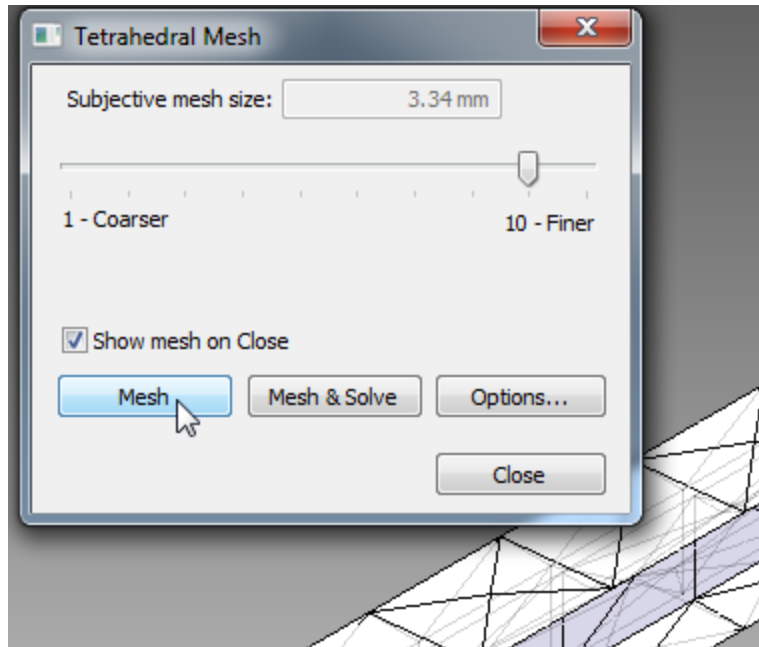 Tetrahedral Mesh
Subjective mesh size: 3.34 mm
1 - Coarser 10 - Finer
Show mesh on Close
Mesh Mesh & Solve Options...
Close